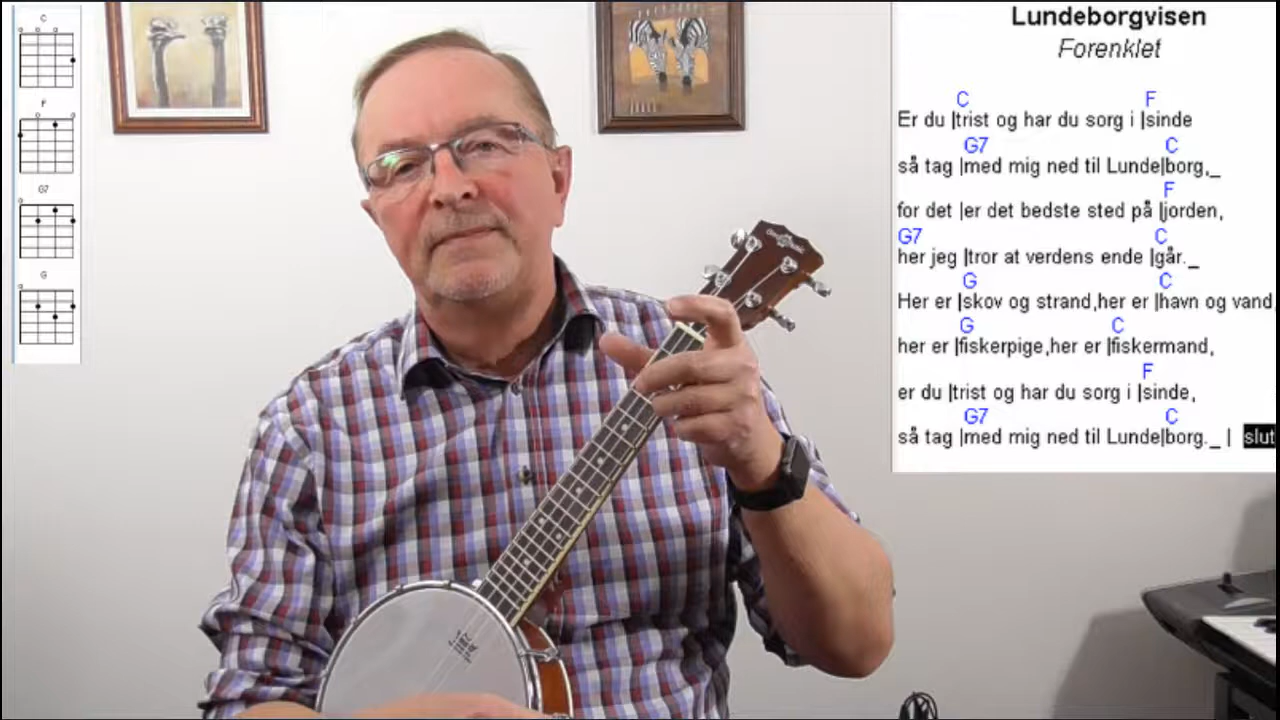 C
F
G7
G
Lundeborgvisen
Forenklet
C F
Er du |trist og har du sorg i |sinde
G7 C
så tag |med mig ned til Lunde|borg,_
F
for det |er det bedste sted på |jorden,
G7 C
her jeg |tror at verdens ende |går._
G C
Her er |skov og strand,her er |havn og vand
G C
her er |fiskerpige,her er |fiskermand,
F
er du |trist og har du sorg i |sinde,
G7 C
så tag |med mig ned til Lunde|borg._ | slut